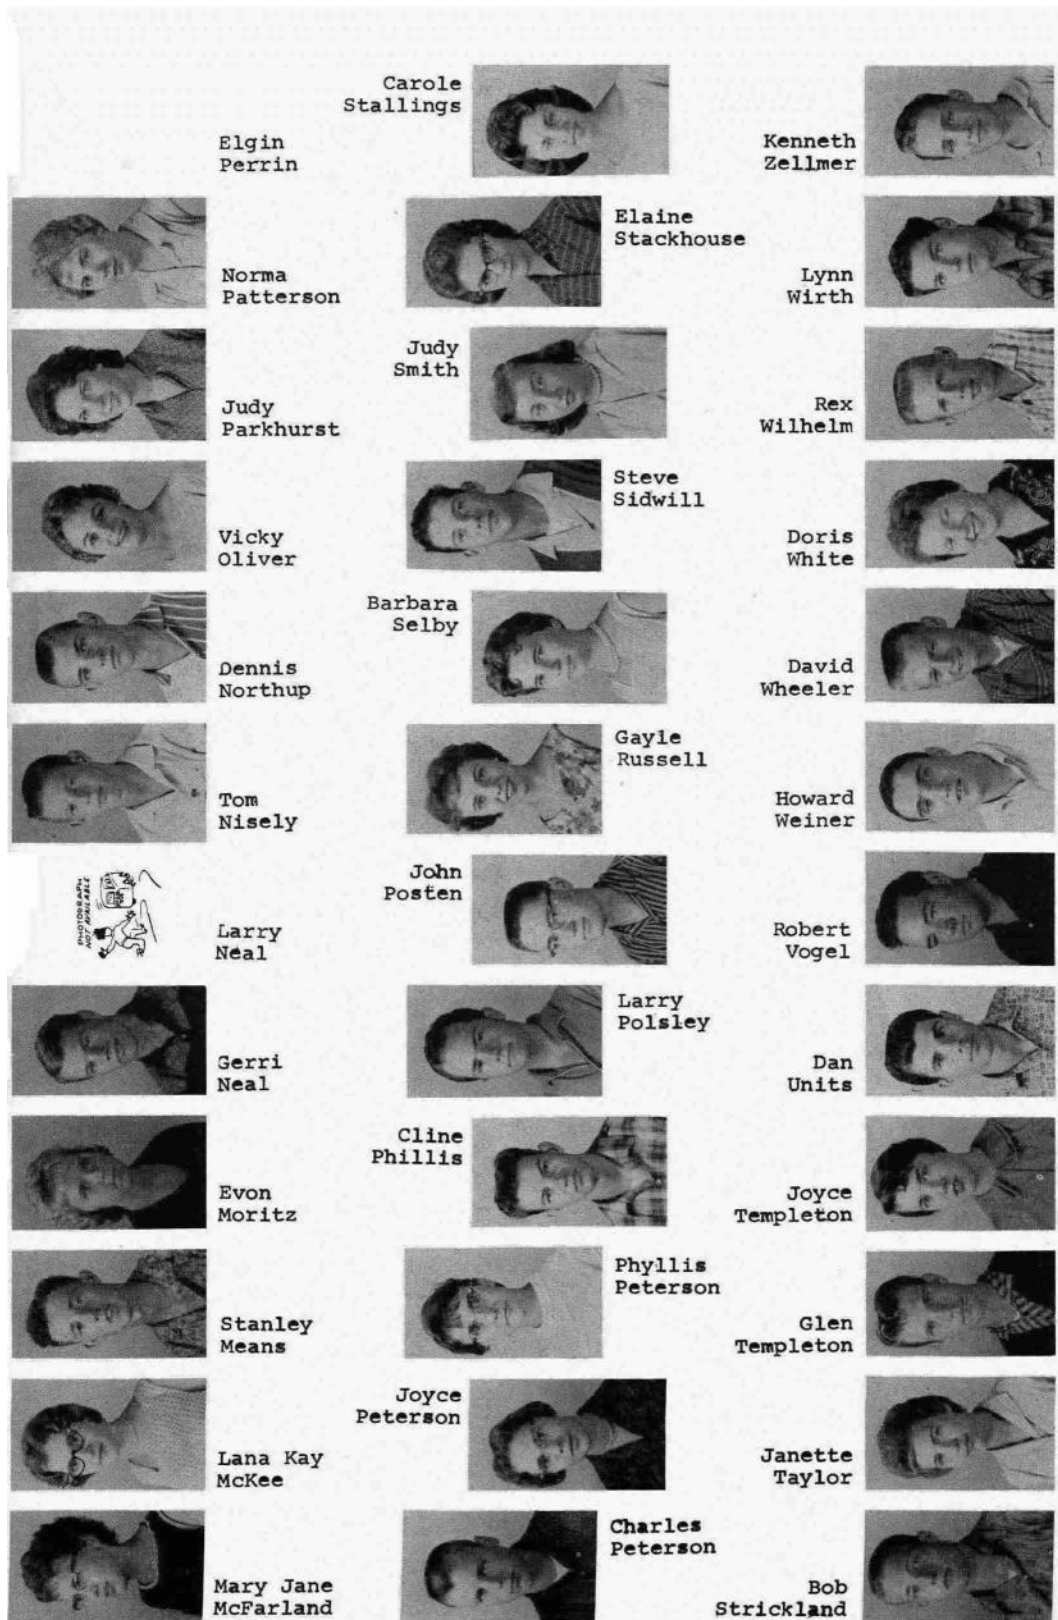 Elgin
Perrin
Norma
Patterson
Judy
Parkhurst
Vicky
Oliver
Dennis
Northup
Tom
Nisely
PHOTOGRAPH
NOT AVAILABLE
Larry
Neal
Gerri
Neal
Evon
Moritz
Stanley
Means
Lana Kay
McKee
Mary Jane
McFarland
Carole
Stallings
Elaine
Stackhouse
Judy
Smith
Steve
Sidwill
Barbara
Selby
Gayle
Russell
John
Posten
Larry
Polsley
Cline
Phillis
Phyllis
Peterson
Joyce
Peterson
Charles
Peterson
Kenneth
Zellmer
Lynn
Wirth
Rex
Wilhelm
Doris
White
David
Wheeler
Howard
Weiner
Robert
Vogel
Dan
Units
Joyce
Templeton
Glen
Templeton
Janette
Taylor
Bob
Strickland